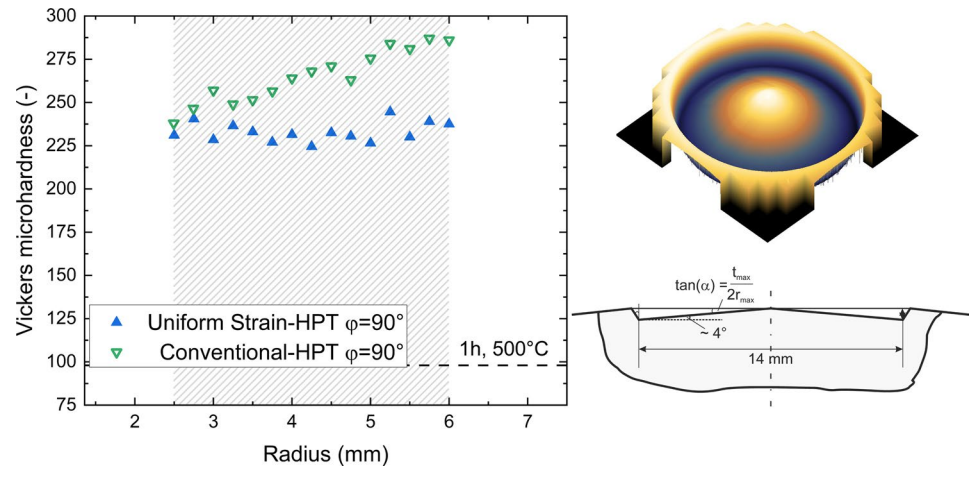 300
275
250
225
200
175
150
125
100
75
Vickers microhardness (-)
Uniform Strain-HPT φ=90°
Conventional-HPT φ=90°
1h, 500°C
2 3 4 5 6 7
Radius (mm)
tan(α) = t_max
2r_max
~ 4°
14 mm